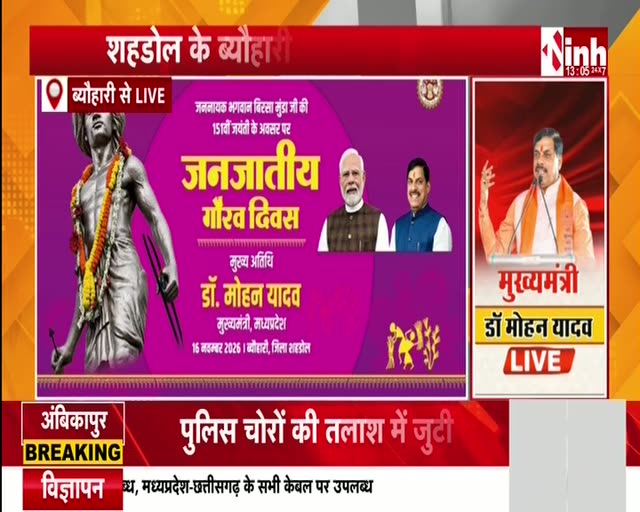 शहडोल के ब्यौहारी
inh
13:05 24x7
ब्यौहारी से LIVE
जननायक भगवान बिरसा मुंडा जी की
151वीं जयंती के अवसर पर
जनजातीय
गौरव दिवस
मुख्य अतिथि
डॉ. मोहन यादव
मुख्यमंत्री, मध्यप्रदेश
16 नवम्बर 2026 | ब्यौहारी, जिला शहडोल
मुख्यमंत्री
डॉ मोहन यादव
LIVE
अंबिकापुर
BREAKING
पुलिस चोरों की तलाश में जुटी
विज्ञापन
ब्ध, मध्यप्रदेश-छत्तीसगढ़ के सभी केबल पर उपलब्ध